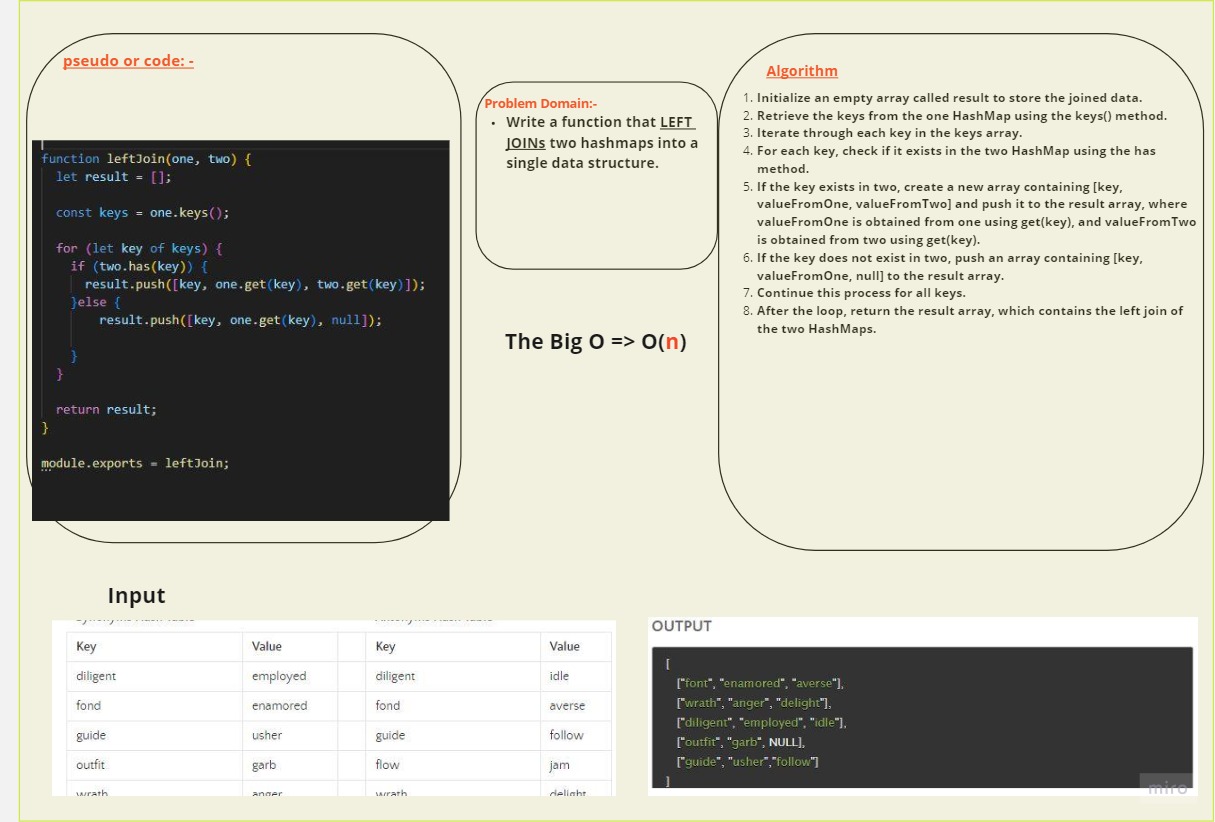 pseudo or code: -
function leftJoin(one, two) {
let result = [];
const keys = one.keys();
for (let key of keys) {
if (two.has(key)) {
result.push([key, one.get(key), two.get(key)]);
}else {
result.push([key, one.get(key), null]);
}
}
return result;
}
module.exports = leftJoin;
Problem Domain:-
• Write a function that LEFT
JOINs two hashmaps into a
single data structure.
The Big O => O(n)
Algorithm
1. Initialize an empty array called result to store the joined data.
2. Retrieve the keys from the one HashMap using the keys() method.
3. Iterate through each key in the keys array.
4. For each key, check if it exists in the two HashMap using the has
method.
5. If the key exists in two, create a new array containing [key,
valueFromOne, valueFromTwo] and push it to the result array, where
valueFromOne is obtained from one using get(key), and valueFromTwo
is obtained from two using get(key).
6. If the key does not exist in two, push an array containing [key,
valueFromOne, null] to the result array.
7. Continue this process for all keys.
8. After the loop, return the result array, which contains the left join of
the two HashMaps.
Input
Key Value Key Value
diligent employed diligent idle
fond enamored fond averse
guide usher guide follow
outfit garb flow jam
wrath anger wrath delight
OUTPUT
[
["font", "enamored", "averse"],
["wrath", "anger", "delight"],
["diligent", "employed", "idle"],
["outfit", "garb", NULL],
["guide", "usher","follow"]
]
miro